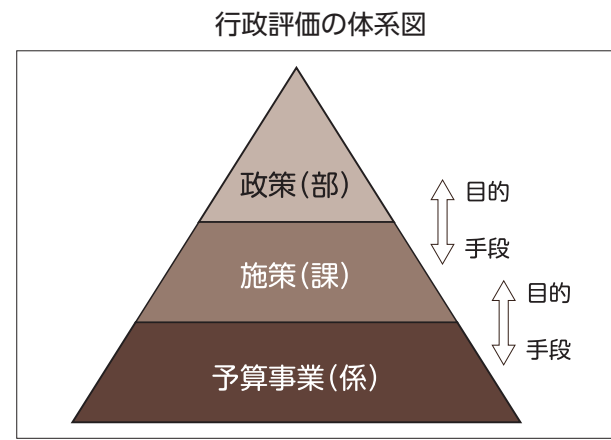 行政評価の体系図
政策(部)
目的
手段
施策(課)
目的
手段
予算事業(係)